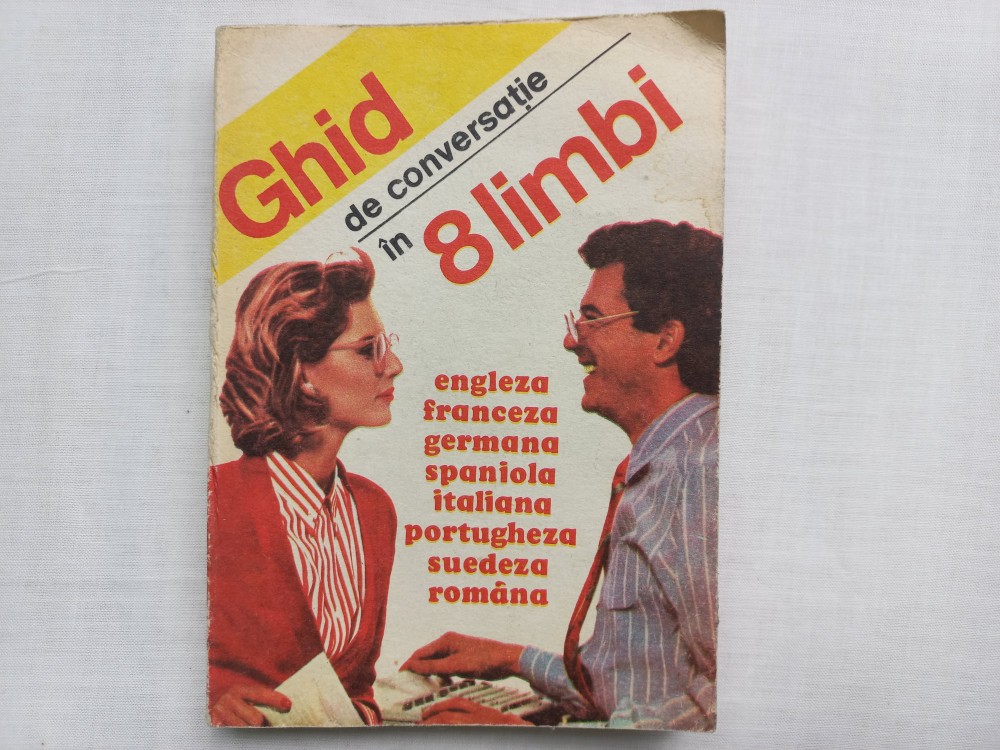 Ghid
de conversație
în 8 limbi
engleza
franceza
germana
spaniola
italiana
portugheza
suedeza
româna